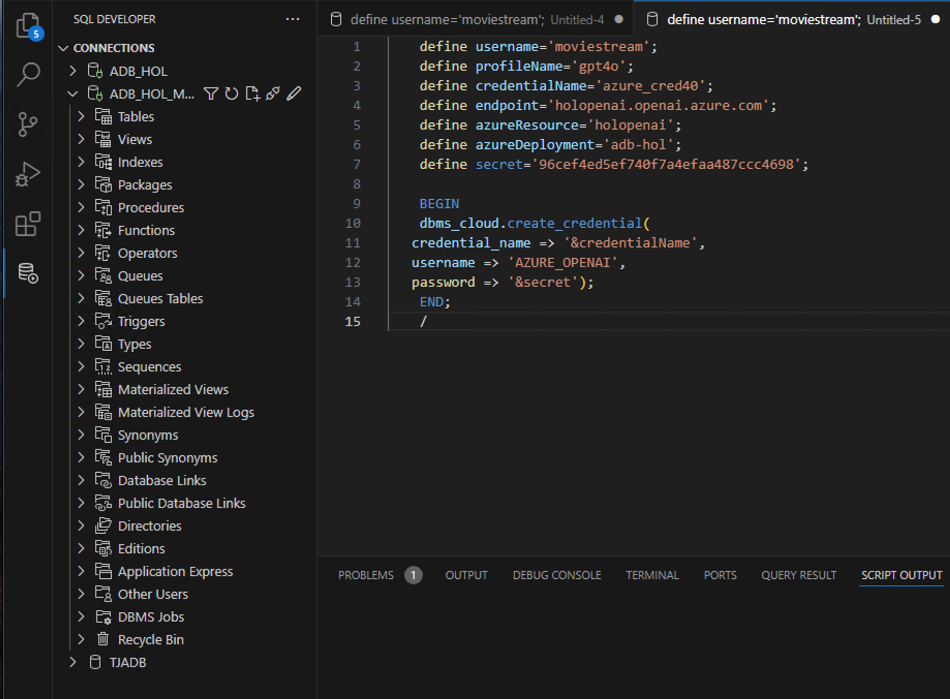 SQL DEVELOPER
···
CONNECTIONS
ADB_HOL
ADB_HOL_M...
Tables
Views
Indexes
Packages
Procedures
Functions
Operators
Queues
Queues Tables
Triggers
Types
Sequences
Materialized Views
Materialized View Logs
Synonyms
Public Synonyms
Database Links
Public Database Links
Directories
Editions
Application Express
Other Users
DBMS Jobs
Recycle Bin
TJADB
5
define username='moviestream'; Untitled-4
define username='moviestream'; Untitled-5
1 define username='moviestream';
2 define profileName='gpt4o';
3 define credentialName='azure_cred40';
4 define endpoint='holopenai.openai.azure.com';
5 define azureResource='holopenai';
6 define azureDeployment='adb-hol';
7 define secret='96cef4ed5ef740f7a4efaa487ccc4698';
8
9 BEGIN
10 dbms_cloud.create_credential(
11 credential_name => '&credentialName',
12 username => 'AZURE_OPENAI',
13 password => '&secret');
14 END;
15 /
PROBLEMS 1 OUTPUT DEBUG CONSOLE TERMINAL PORTS QUERY RESULT SCRIPT OUTPUT